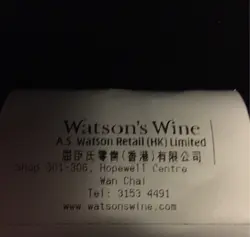 Watson's Wine
A.S. Watson Retail (HK) Limited
屈臣氏零售(香港)有限公司
Shop 301-306, Hopewell Centre
Wan Chai
Tel: 3153 4491
www.watsonswine.com